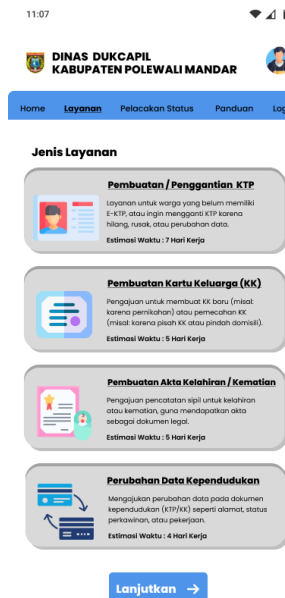 11:07
DINAS DUKCAPIL
KABUPATEN POLEWALI MANDAR
Home Layanan Pelacakan Status Panduan
Jenis Layanan
Pembuatan / Penggantian KTP
Layanan untuk warga yang belum memiliki
E-KTP, atau ingin mengganti KTP karena
hilang, rusak, atau perubahan data.
Estimasi Waktu : 7 Hari Kerja
Pembuatan Kartu Keluarga (KK)
Pengajuan untuk membuat KK baru (misal:
karena pernikahan) atau pemecahan KK
(misal: karena pisah KK atau pindah domisili).
Estimasi Waktu : 5 Hari Kerja
Pembuatan Akta Kelahiran / Kematian
Pengajuan pencatatan sipil untuk kelahiran
atau kematian, guna mendapatkan akta
sebagai dokumen legal.
Estimasi Waktu : 5 Hari Kerja
Perubahan Data Kependudukan
Mengajukan perubahan data pada dokumen
kependudukan (KTP/KK) seperti alamat, status
perkawinan, atau pekerjaan.
Estimasi Waktu : 4 Hari Kerja
Lanjutkan →